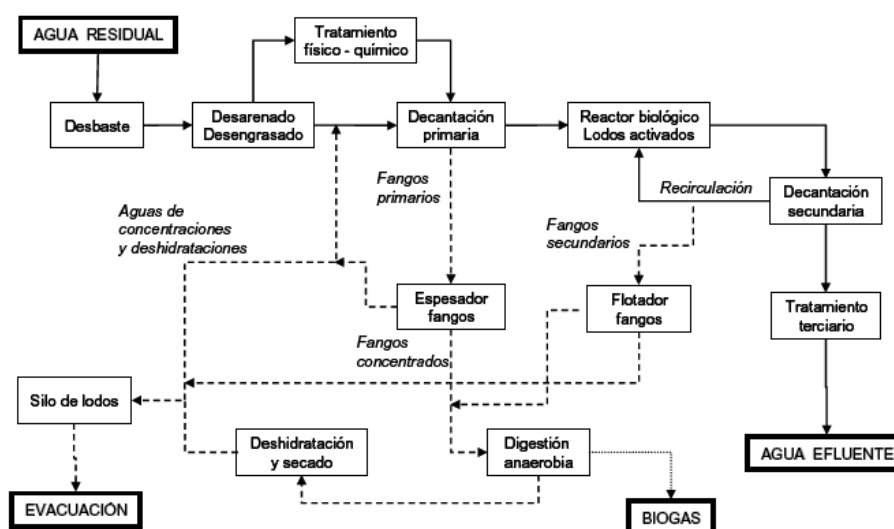 AGUA RESIDUAL
Tratamiento
físico - químico
Desbaste
Desarenado
Desengrasado
Decantación
primaria
Reactor biológico
Lodos activados
Fangos
primarios
Recirculación
Decantación
secundaria
Aguas de
concentraciones
y deshidrataciones
Fangos
secundarios
Espesador
fangos
Flotador
fangos
Tratamiento
terciario
Fangos
concentrados
Silo de lodos
Deshidratación
y secado
Digestión
anaerobia
AGUA EFLUENTE
EVACUACIÓN
BIOGAS